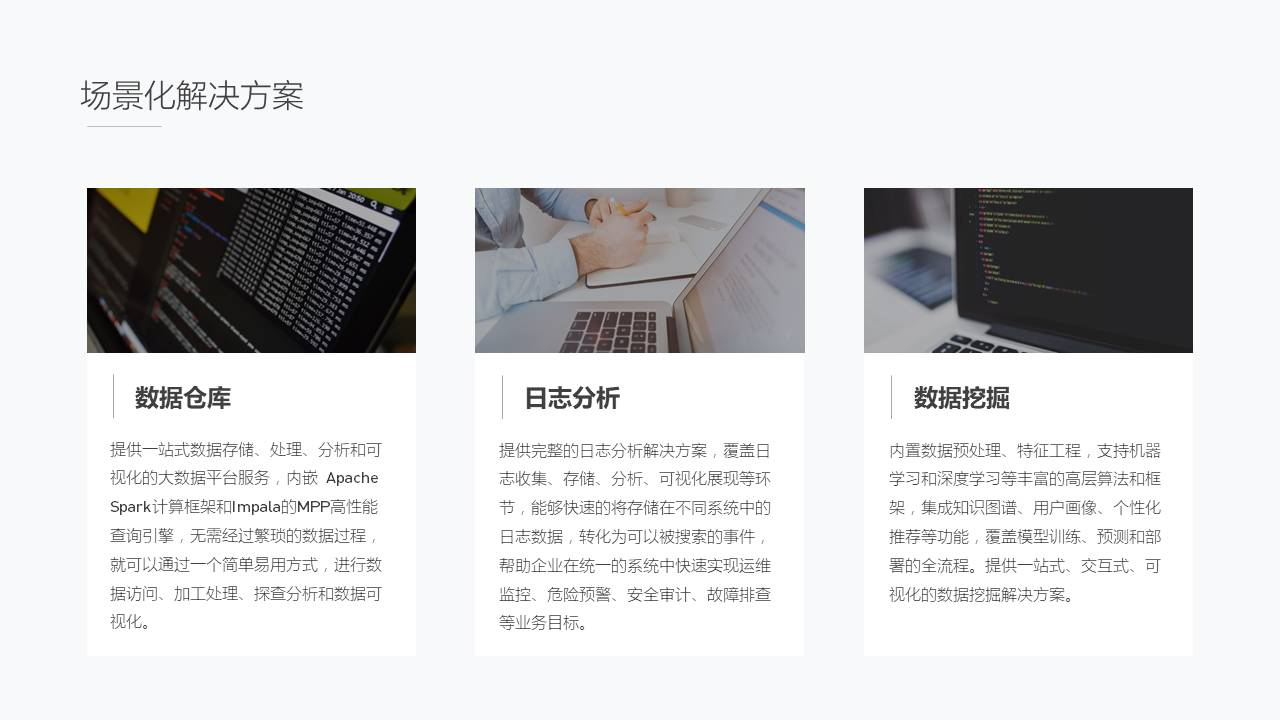 场景化解决方案
数据仓库
提供一站式数据存储、处理、分析和可
视化的大数据平台服务，内嵌 Apache
Spark计算框架和Impala的MPP高性能
查询引擎，无需经过繁琐的数据过程，
就可以通过一个简单易用方式，进行数
据访问、加工处理、探查分析和数据可
视化。
日志分析
提供完整的日志分析解决方案，覆盖日
志收集、存储、分析、可视化展现等环
节，能够快速的将存储在不同系统中的
日志数据，转化为可以被搜索的事件，
帮助企业在统一的系统中快速实现运维
监控、危险预警、安全审计、故障排查
等业务目标。
数据挖掘
内置数据预处理、特征工程，支持机器
学习和深度学习等丰富的高层算法和框
架，集成知识图谱、用户画像、个性化
推荐等功能，覆盖模型训练、预测和部
署的全流程。提供一站式、交互式、可
视化的数据挖掘解决方案。